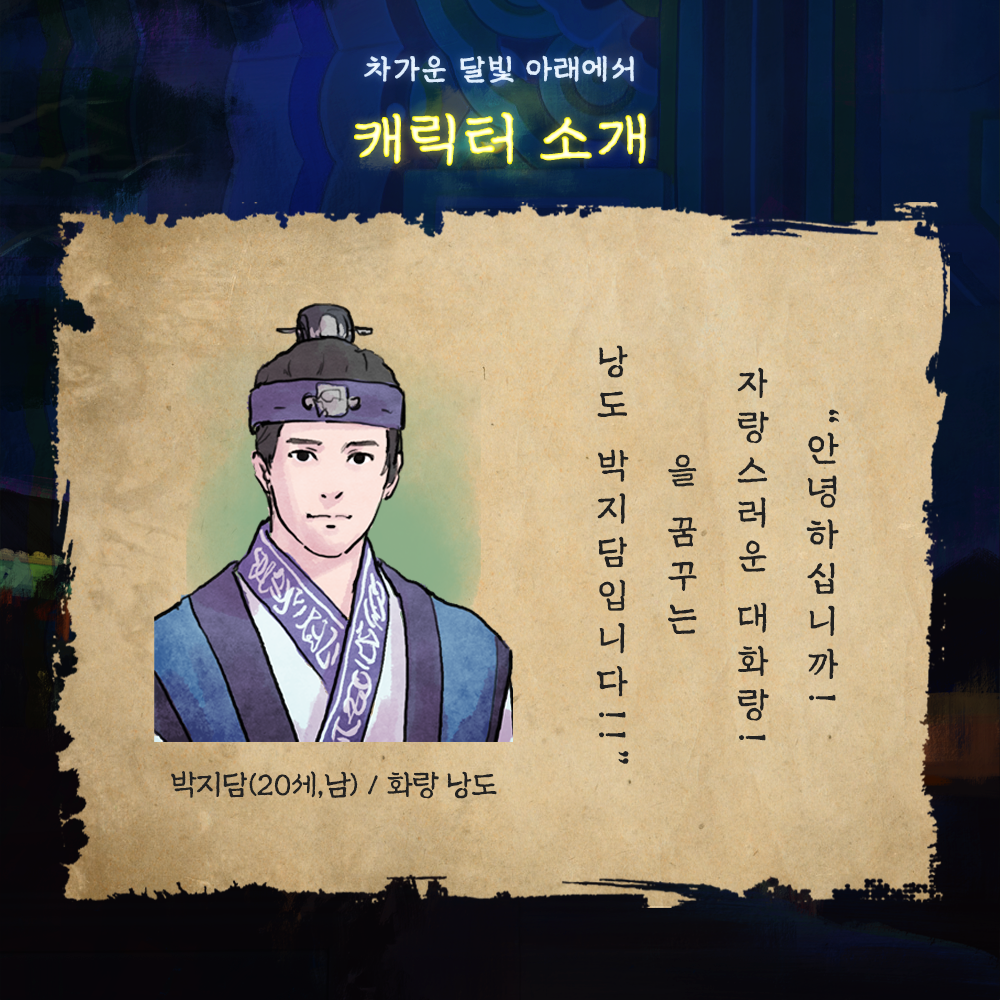 차가운 달빛 아래에서
캐릭터 소개
“안녕하십니까!
자랑스러운 대화랑!
을 꿈꾸는
낭도 박지담입니다!!”
박지담(20세,남) / 화랑 낭도